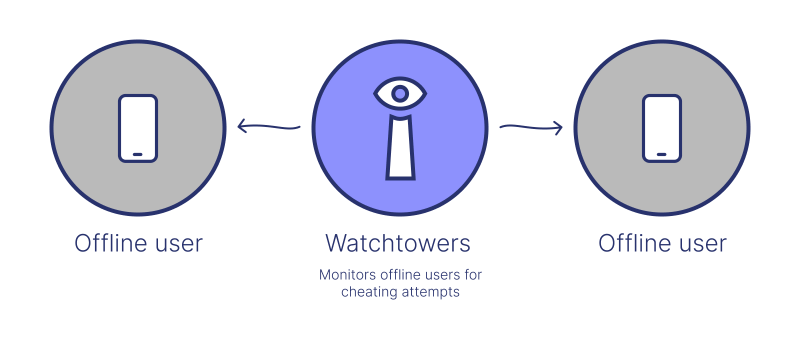 Offline user
Watchtowers
Offline user
Monitors offline users for
cheating attempts